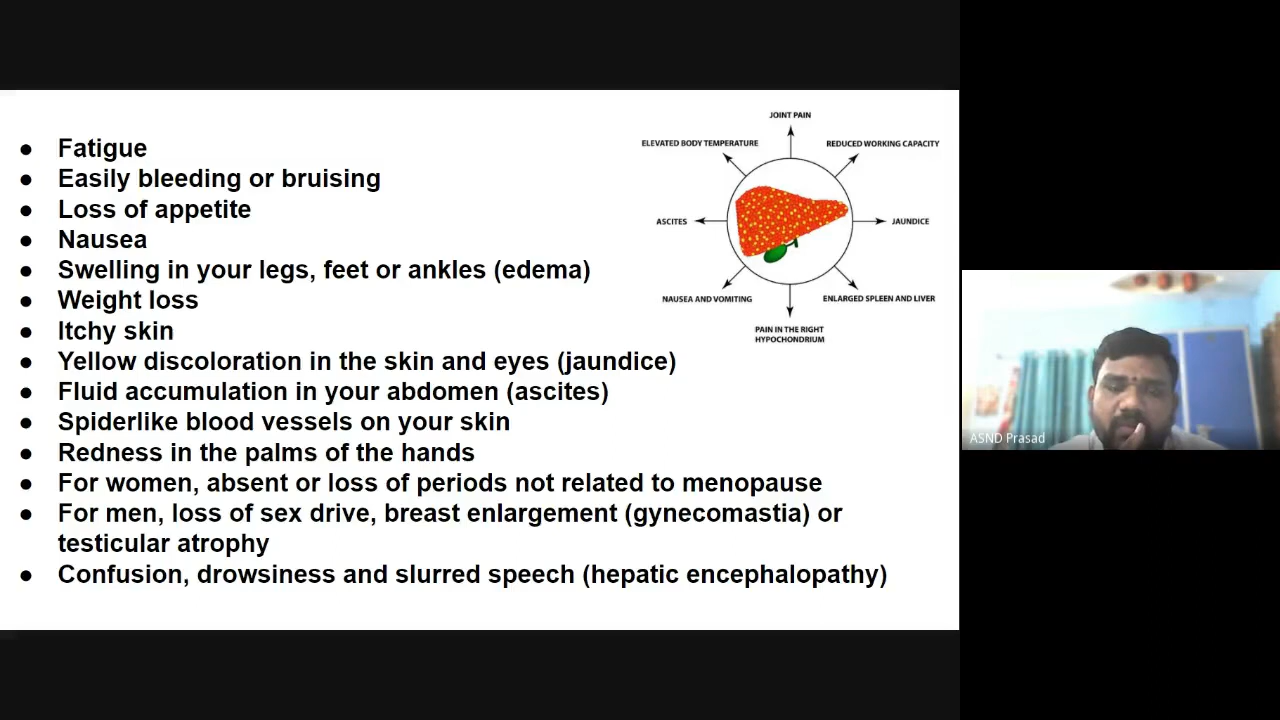 ● Fatigue
● Easily bleeding or bruising
● Loss of appetite
● Nausea
● Swelling in your legs, feet or ankles (edema)
● Weight loss
● Itchy skin
● Yellow discoloration in the skin and eyes (jaundice)
● Fluid accumulation in your abdomen (ascites)
● Spiderlike blood vessels on your skin
● Redness in the palms of the hands
● For women, absent or loss of periods not related to menopause
● For men, loss of sex drive, breast enlargement (gynecomastia) or
testicular atrophy
● Confusion, drowsiness and slurred speech (hepatic encephalopathy)
JOINT PAIN
ELEVATED BODY TEMPERATURE
REDUCED WORKING CAPACITY
ASCITES
JAUNDICE
NAUSEA AND VOMITING
ENLARGED SPLEEN AND LIVER
PAIN IN THE RIGHT
HYPOCHONDRIUM
ASND Prasad